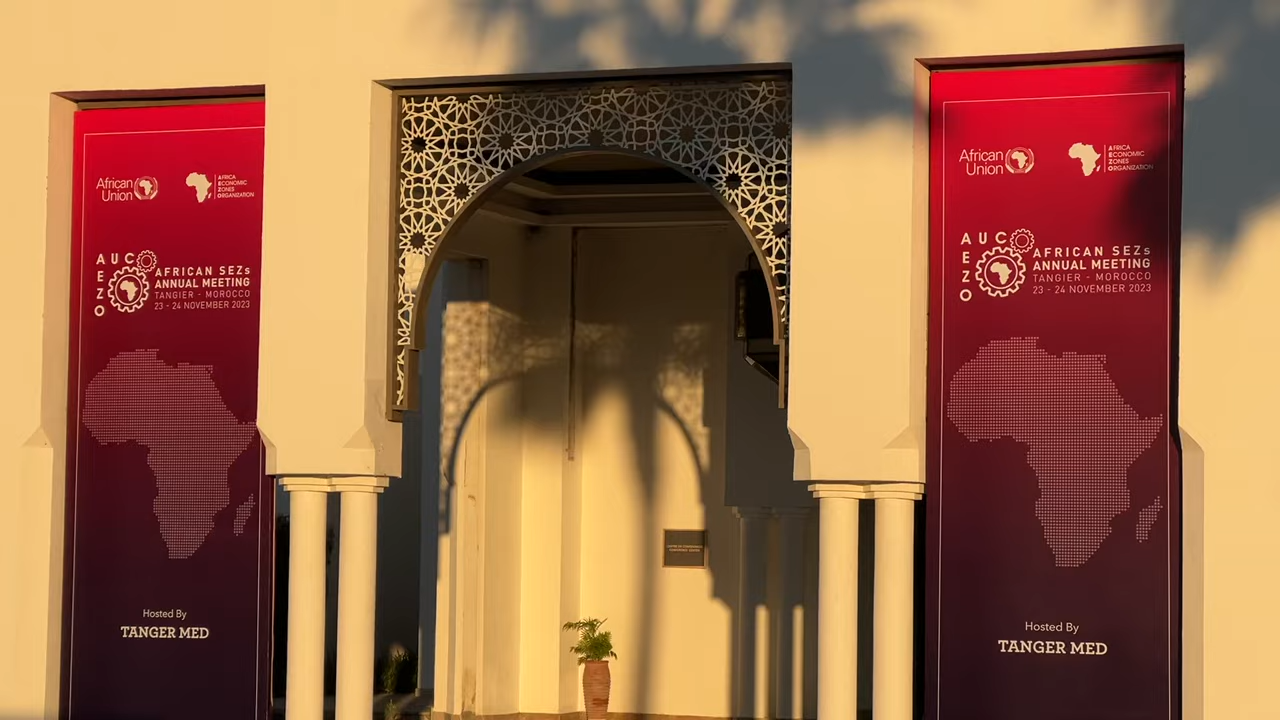 African
Union
AFRICA
ECONOMIC
ZONES
ORGANIZATION
AUC
E
Z
O
AFRICAN SEZs
ANNUAL MEETING
TANGIER - MOROCCO
23 - 24 NOVEMBER 2023
Hosted By
TANGER MED
African
Union
AFRICA
ECONOMIC
ZONES
ORGANIZATION
AUC
E
Z
O
AFRICAN SEZs
ANNUAL MEETING
TANGIER - MOROCCO
23 - 24 NOVEMBER 2023
Hosted By
TANGER MED